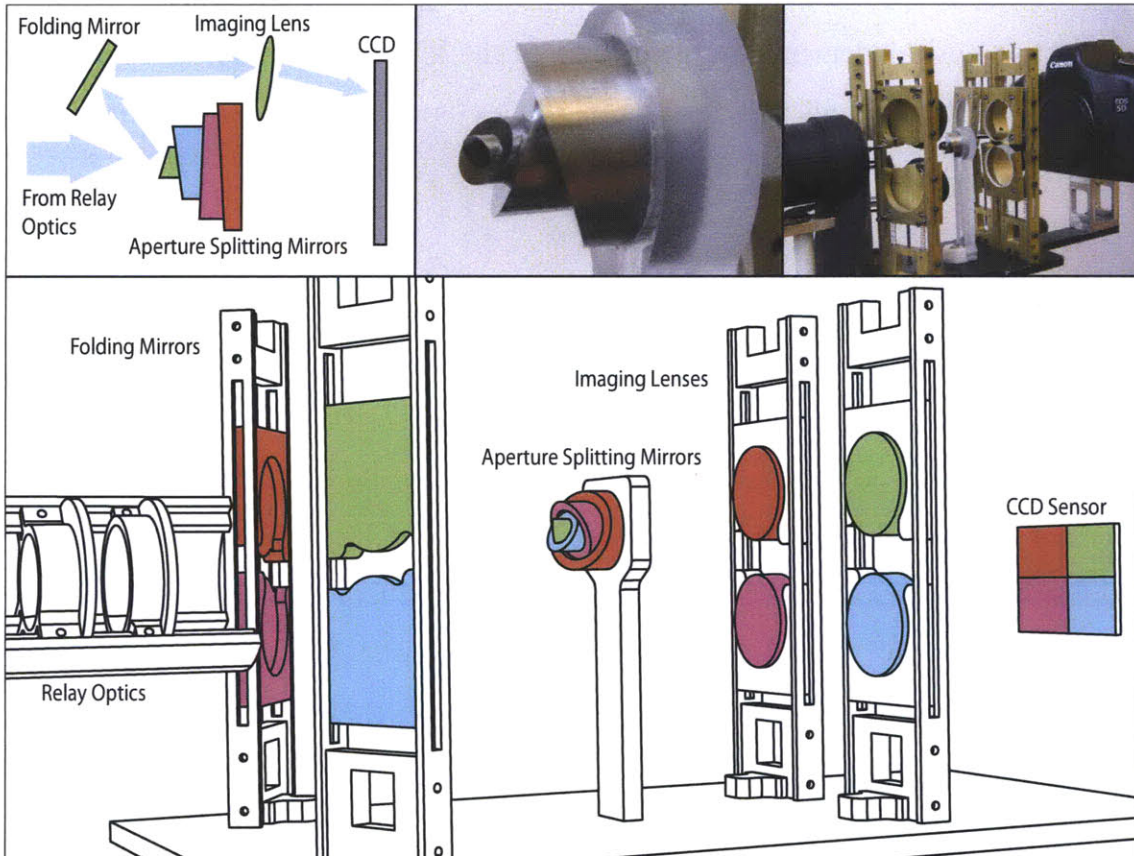 Folding Mirror
Imaging Lens
CCD
From Relay
Optics
Aperture Splitting Mirrors
Canon
EOS
5D
Folding Mirrors
Imaging Lenses
Aperture Splitting Mirrors
CCD Sensor
Relay Optics